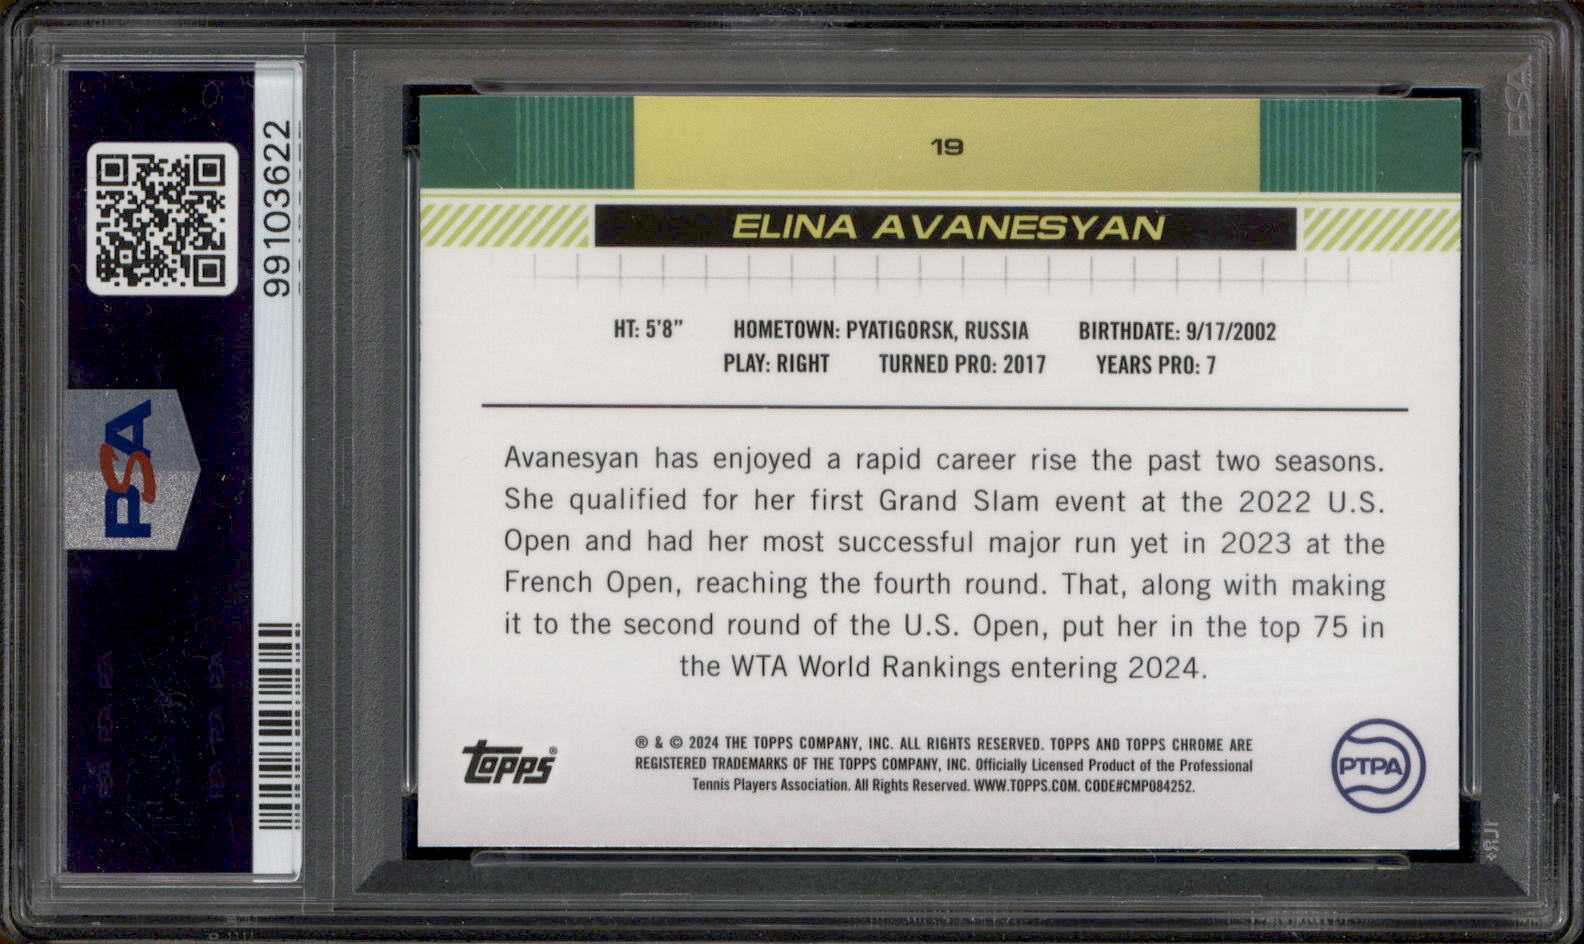 99103622
PSA
19
ELINA AVANESYAN
HT: 5'8” HOMETOWN: PYATIGORSK, RUSSIA BIRTHDATE: 9/17/2002
PLAY: RIGHT TURNED PRO: 2017 YEARS PRO: 7
Avanesyan has enjoyed a rapid career rise the past two seasons.
She qualified for her first Grand Slam event at the 2022 U.S.
Open and had her most successful major run yet in 2023 at the
French Open, reaching the fourth round. That, along with making
it to the second round of the U.S. Open, put her in the top 75 in
the WTA World Rankings entering 2024.
topps®
® & © 2024 THE TOPPS COMPANY, INC. ALL RIGHTS RESERVED. TOPPS AND TOPPS CHROME ARE
REGISTERED TRADEMARKS OF THE TOPPS COMPANY, INC. Officially Licensed Product of the Professional
Tennis Players Association. All Rights Reserved. WWW.TOPPS.COM. CODE#CMP084252.
PTPA
PSA